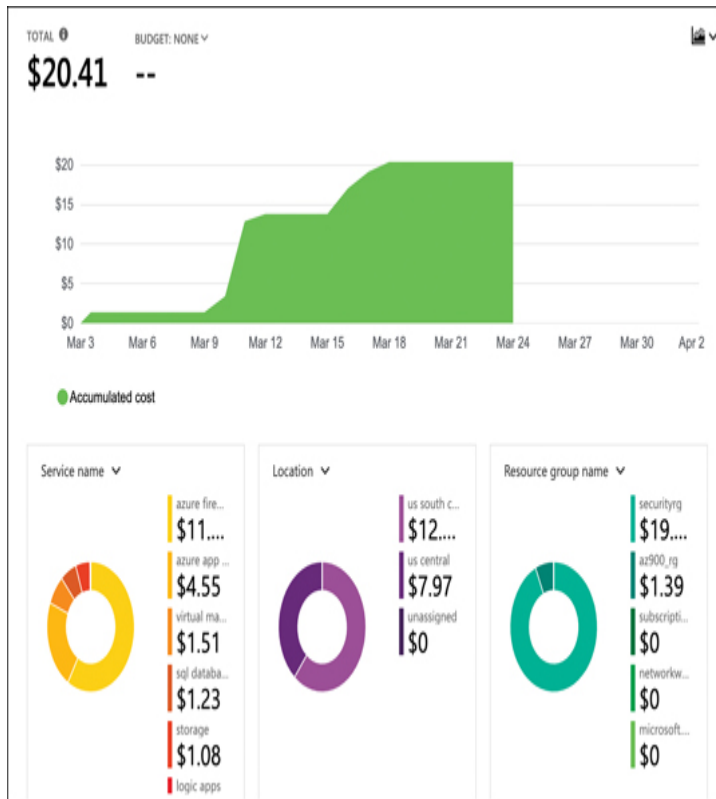 TOTAL
BUDGET: NONE
$20.41
--
$20
$15
$10
$5
$0
Mar 3 Mar 6 Mar 9 Mar 12 Mar 15 Mar 18 Mar 21 Mar 24 Mar 27 Mar 30 Apr 2
Accumulated cost
Service name
azure fire...
$11....
azure app ...
$4.55
virtual ma...
$1.51
sql databa...
$1.23
storage
$1.08
logic apps
Location
us south c...
$12....
us central
$7.97
unassigned
$0
Resource group name
securityrg
$19....
az900_rg
$1.39
subscripti...
$0
networkw...
$0
microsoft...
$0